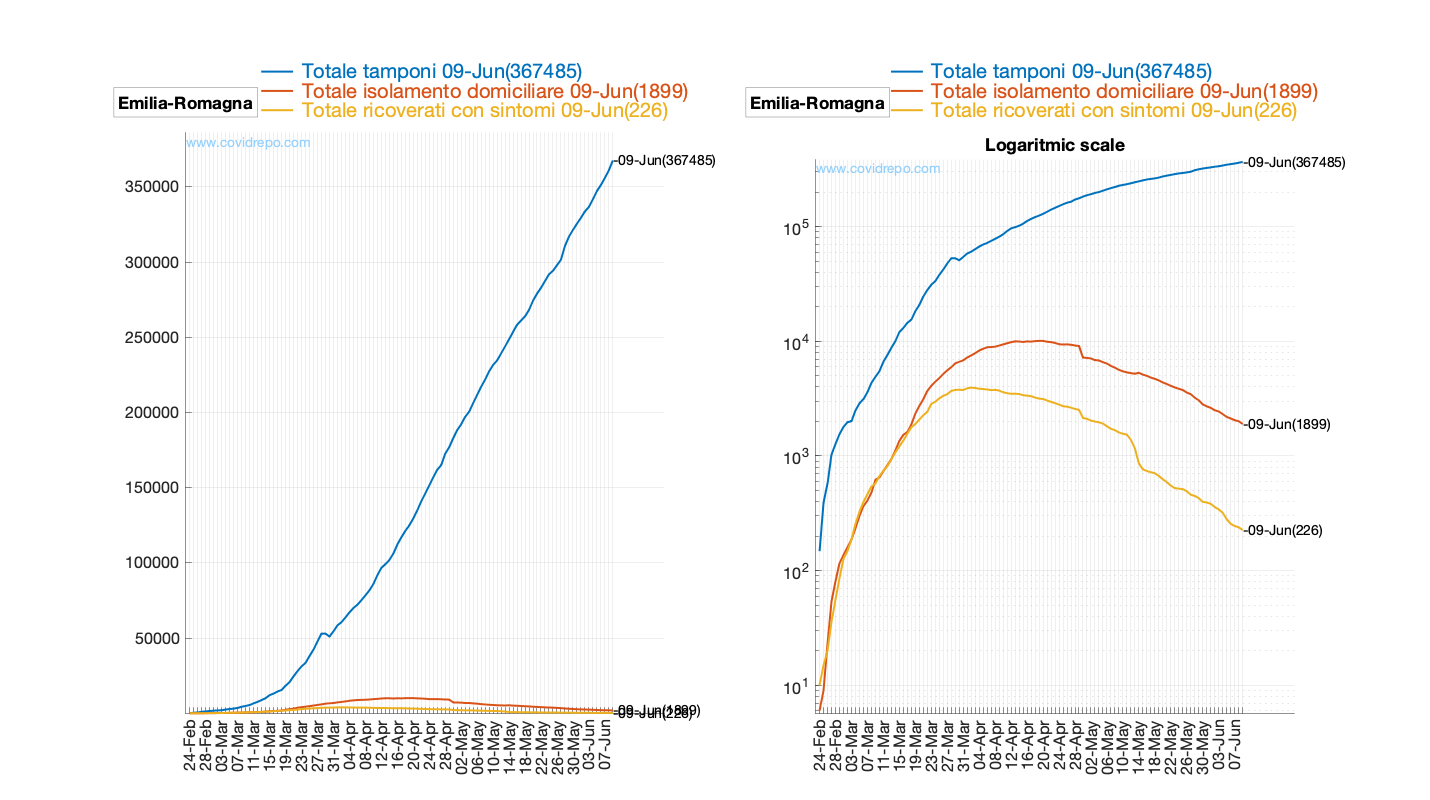 Totale tamponi 09-Jun(367485)
Totale isolamento domiciliare 09-Jun(1899)
Totale ricoverati con sintomi 09-Jun(226)
Emilia-Romagna
www.covidrepo.com
-09-Jun(367485)
350000
300000
250000
200000
150000
100000
50000
-09-Jun(1899)
-09-Jun(226)
24-Feb
28-Feb
03-Mar
07-Mar
11-Mar
15-Mar
19-Mar
23-Mar
27-Mar
31-Mar
04-Apr
08-Apr
12-Apr
16-Apr
20-Apr
24-Apr
28-Apr
02-May
06-May
10-May
14-May
18-May
22-May
26-May
30-May
03-Jun
07-Jun
Totale tamponi 09-Jun(367485)
Totale isolamento domiciliare 09-Jun(1899)
Totale ricoverati con sintomi 09-Jun(226)
Emilia-Romagna
Logaritmic scale
www.covidrepo.com
-09-Jun(367485)
10^5
10^4
-09-Jun(1899)
10^3
-09-Jun(226)
10^2
10^1
24-Feb
28-Feb
03-Mar
07-Mar
11-Mar
15-Mar
19-Mar
23-Mar
27-Mar
31-Mar
04-Apr
08-Apr
12-Apr
16-Apr
20-Apr
24-Apr
28-Apr
02-May
06-May
10-May
14-May
18-May
22-May
26-May
30-May
03-Jun
07-Jun